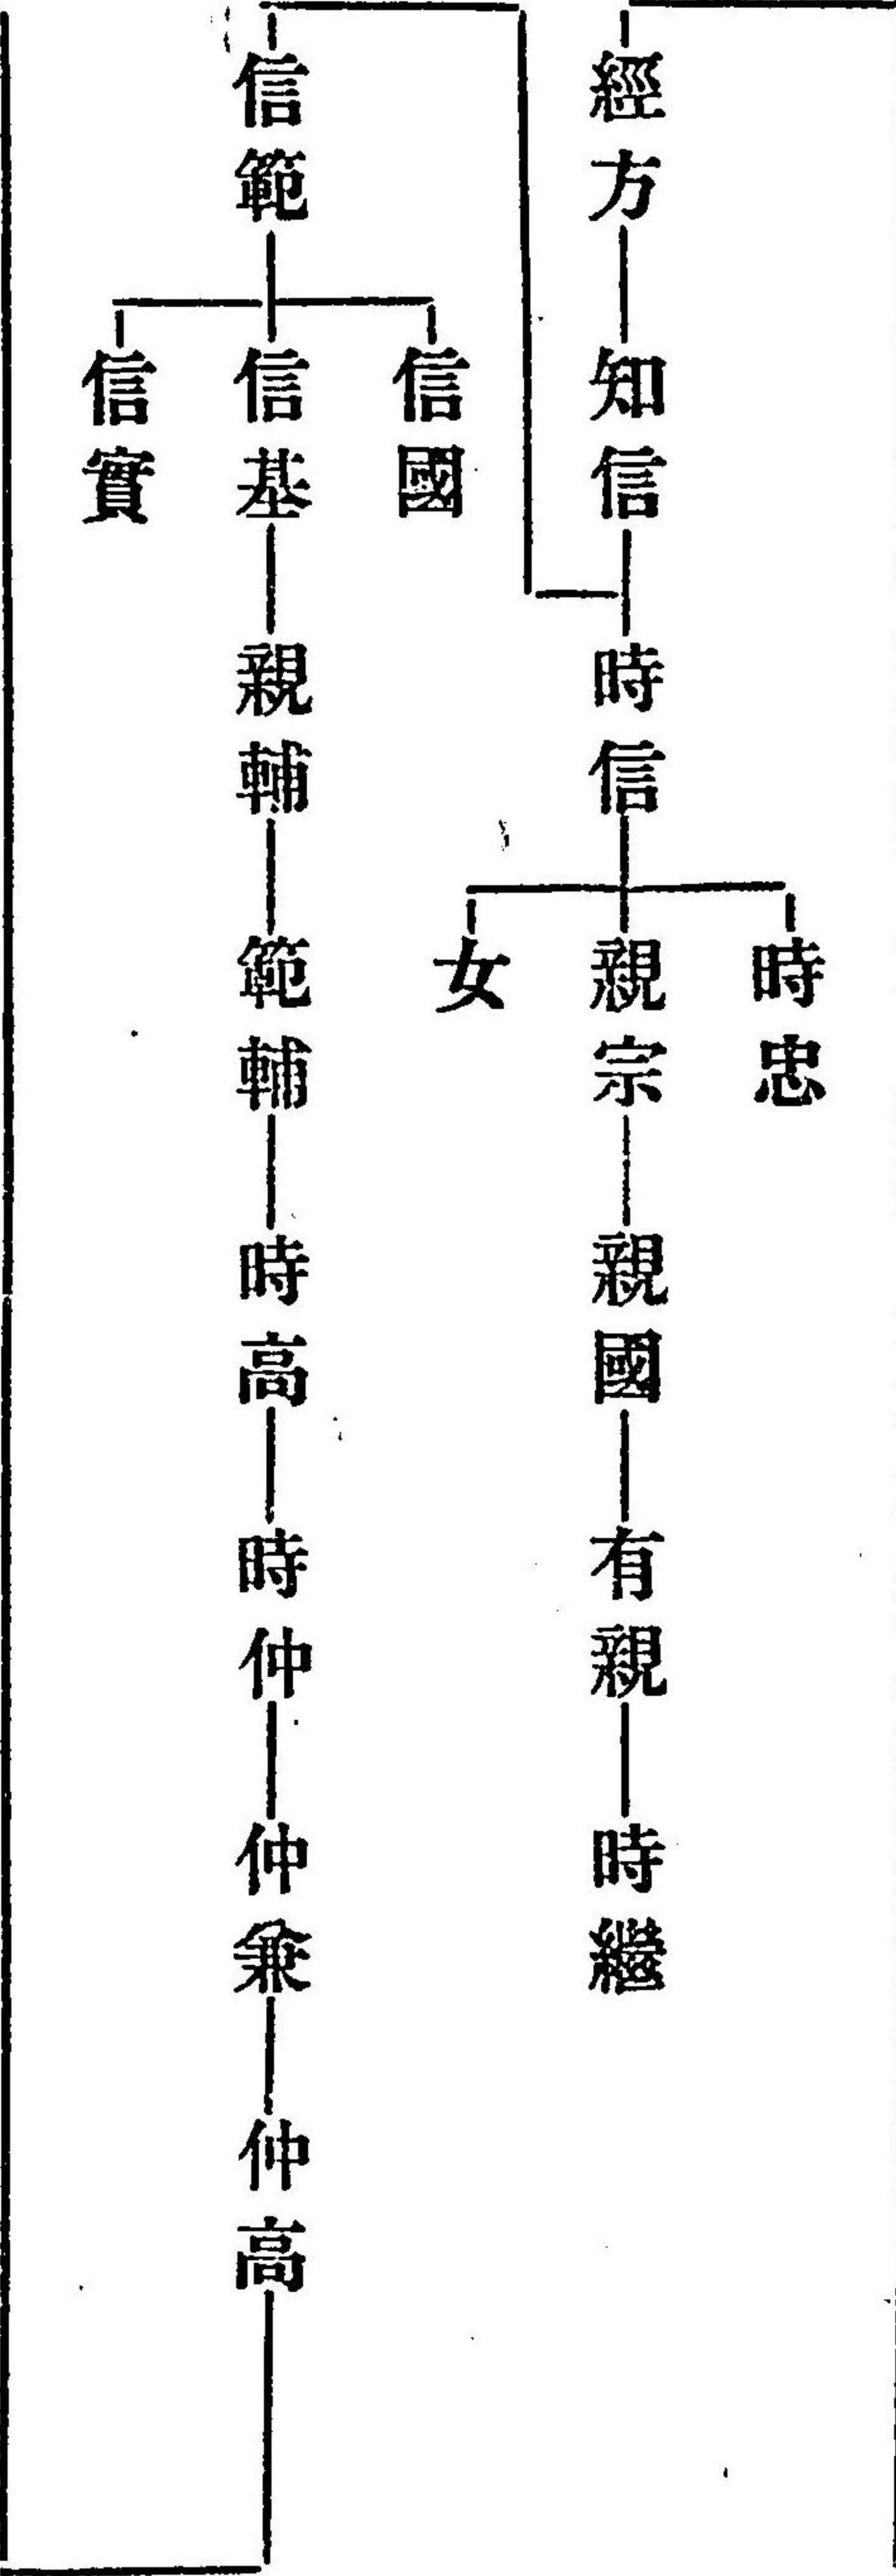 時忠
經方 知信 時信 親宗 親國 有親 時繼
女
信國
信範 信基 親輔 範輔 時高 時仲 仲兼 仲高
信實